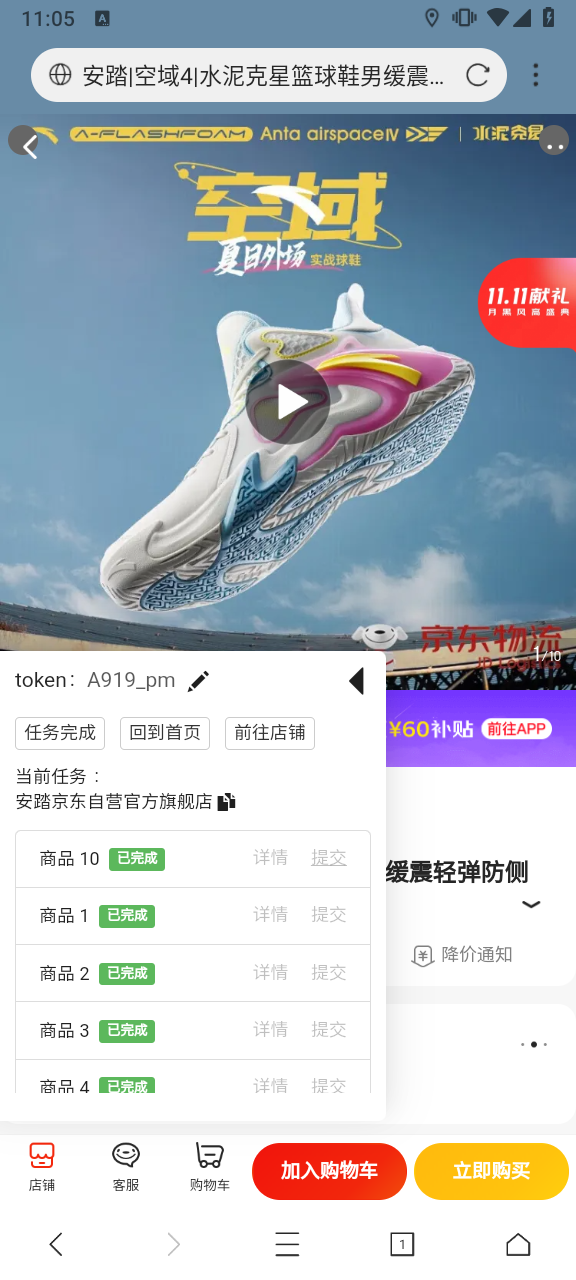 11:05
安踏|空域4|水泥克星篮球鞋男缓震...
A-FLASHFOAM Anta airspaceⅣ 水泥克星
空域
夏日外场 实战球鞋
11.11献礼
月黑风高盛典
京东物流
JD Logistics
1/10
token： A919_pm
¥60补贴 前往APP
任务完成 回到首页 前往店铺
当前任务：
安踏京东自营官方旗舰店
商品 10 已完成 详情 提交
缓震轻弹防侧
商品 1 已完成 详情 提交
降价通知
商品 2 已完成 详情 提交
商品 3 已完成 详情 提交
商品 4 已完成 详情 提交
店铺 客服 购物车 加入购物车 立即购买
1